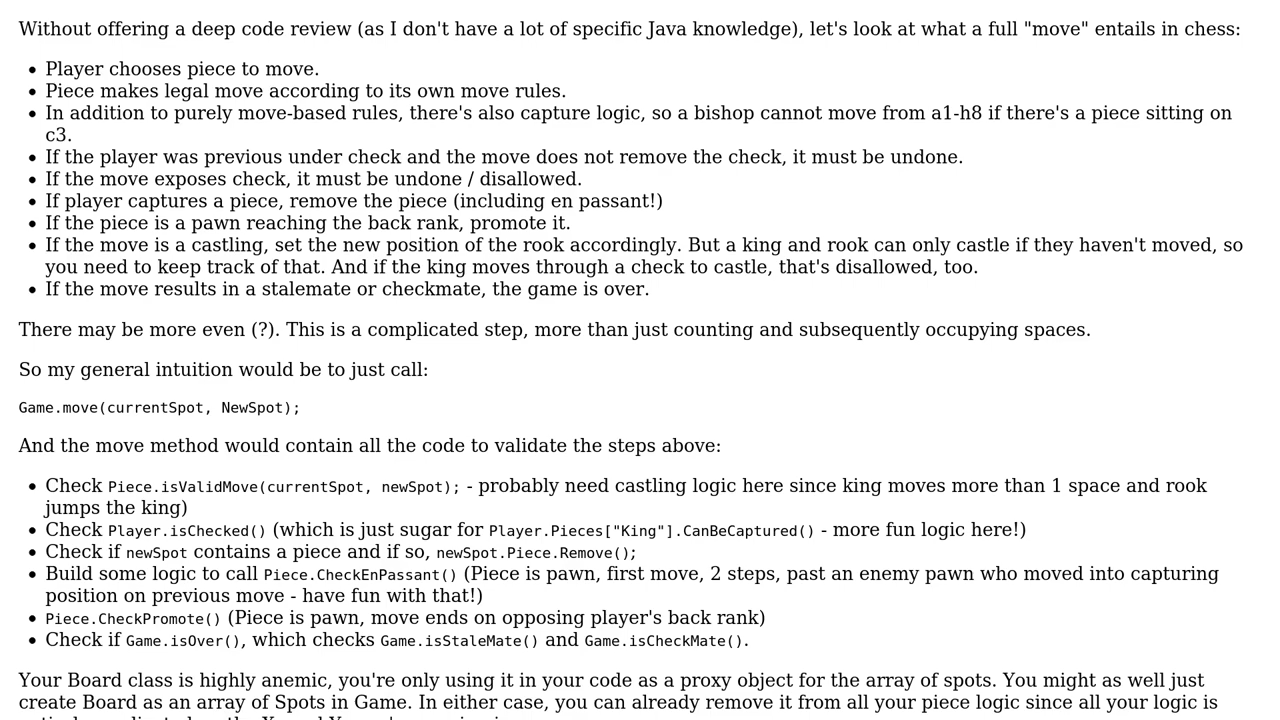 Without offering a deep code review (as I don't have a lot of specific Java knowledge), let's look at what a full "move" entails in chess:
• Player chooses piece to move.
• Piece makes legal move according to its own move rules.
• In addition to purely move-based rules, there's also capture logic, so a bishop cannot move from a1-h8 if there's a piece sitting on
c3.
• If the player was previous under check and the move does not remove the check, it must be undone.
• If the move exposes check, it must be undone / disallowed.
• If player captures a piece, remove the piece (including en passant!)
• If the piece is a pawn reaching the back rank, promote it.
• If the move is a castling, set the new position of the rook accordingly. But a king and rook can only castle if they haven't moved, so
you need to keep track of that. And if the king moves through a check to castle, that's disallowed, too.
• If the move results in a stalemate or checkmate, the game is over.
There may be more even (?). This is a complicated step, more than just counting and subsequently occupying spaces.
So my general intuition would be to just call:
Game.move(currentSpot, NewSpot);
And the move method would contain all the code to validate the steps above:
• Check Piece.isValidMove(currentSpot, newSpot); - probably need castling logic here since king moves more than 1 space and rook
jumps the king)
• Check Player.isChecked() (which is just sugar for Player.Pieces["King"].CanBeCaptured() - more fun logic here!)
• Check if newSpot contains a piece and if so, newSpot.Piece.Remove();
• Build some logic to call Piece.CheckEnPassant() (Piece is pawn, first move, 2 steps, past an enemy pawn who moved into capturing
position on previous move - have fun with that!)
• Piece.CheckPromote() (Piece is pawn, move ends on opposing player's back rank)
• Check if Game.isOver(), which checks Game.isStaleMate() and Game.isCheckMate().
Your Board class is highly anemic, you're only using it in your code as a proxy object for the array of spots. You might as well just
create Board as an array of Spots in Game. In either case, you can already remove it from all your piece logic since all your logic is